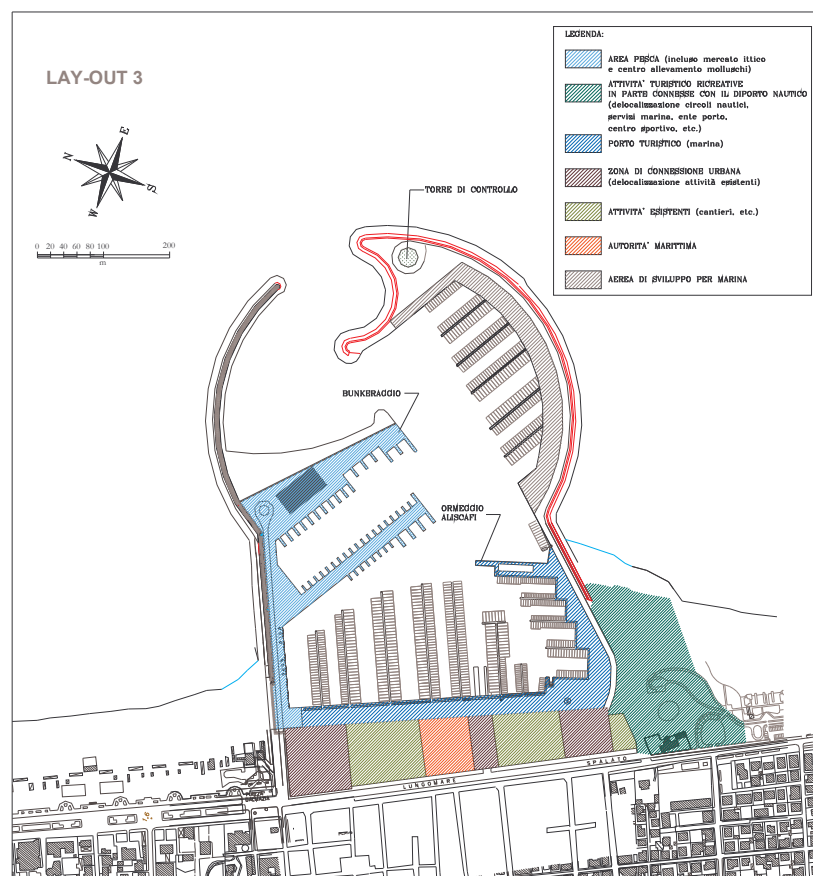 LAY-OUT 3
LEGENDA:
AREA PESCA (incluso mercato ittico
e centro allevamento molluschi)
ATTIVITA' TURISTICO RICREATIVE
IN PARTE CONNESSE CON IL DIPORTO NAUTICO
(delocalizzazione circoli nautici,
servizi marina, ente porto,
centro sportivo, etc.)
PORTO TURISTICO (marina)
ZONA DI CONNESSIONE URBANA
(delocalizzazione attività esistenti)
ATTIVITA' ESISTENTI (cantieri, etc.)
AUTORITA' MARITTIMA
AEREA DI SVILUPPO PER MARINA
N
E
S
W
0 20 40 60 80 100 200
m
TORRE DI CONTROLLO
BUNKERAGGIO
ORMEGGIO
ALISCAFI
LUNGOMARE
SPALATO